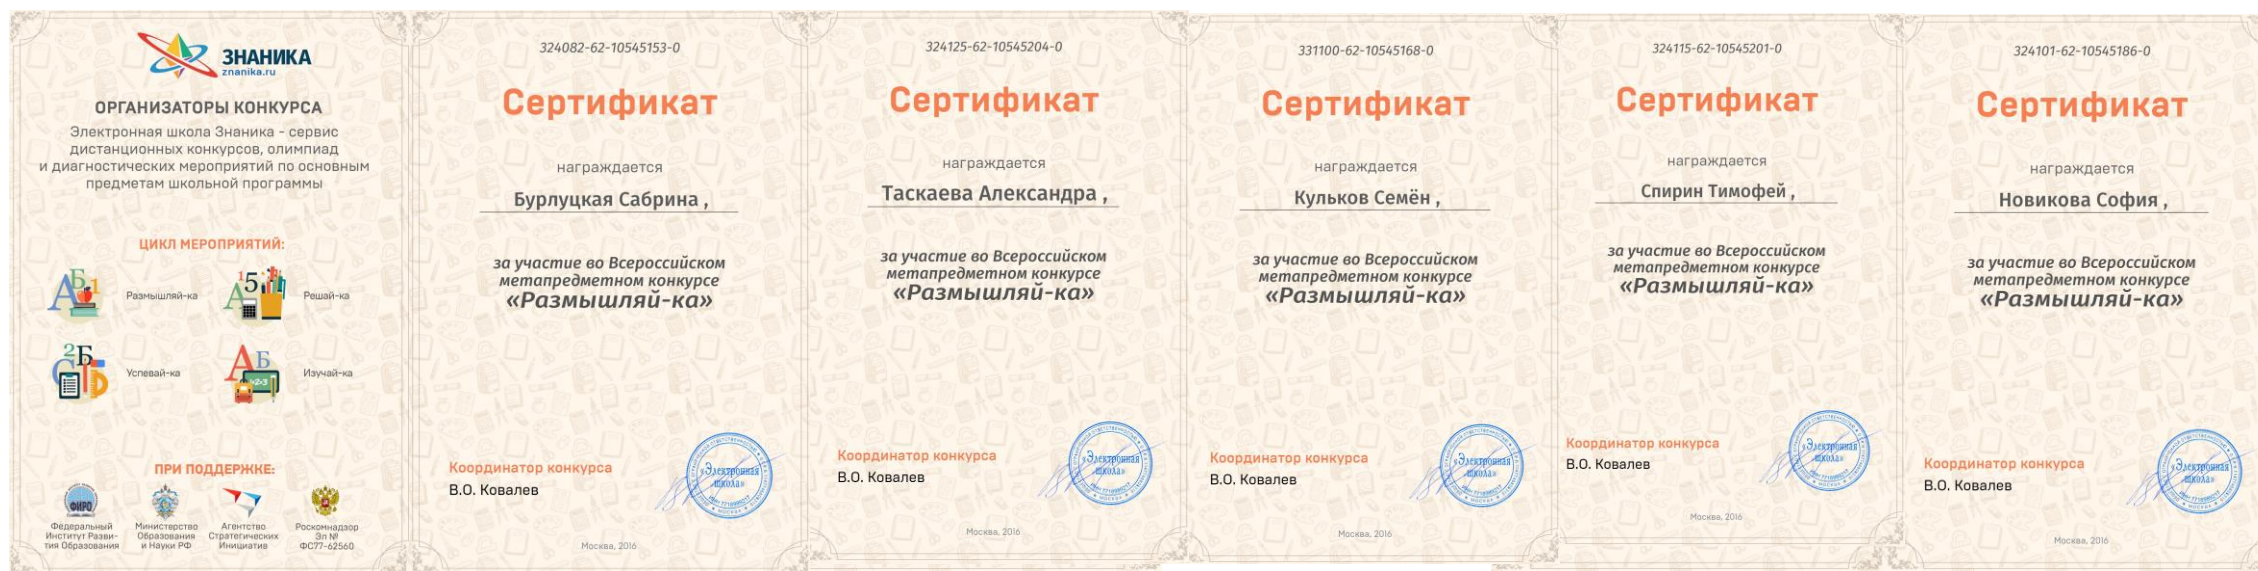 ЗНАНИКА
znanika.ru
ОРГАНИЗАТОРЫ КОНКУРСА
Электронная школа Знаника - сервис
дистанционных конкурсов, олимпиад
и диагностических мероприятий по основным
предметам школьной программы
ЦИКЛ МЕРОПРИЯТИЙ:
Размышляй-ка
Решай-ка
Успевай-ка
Изучай-ка
ПРИ ПОДДЕРЖКЕ:
ФИРО
Федеральный
Институт Разви-
тия Образования
Министерство
Образования
и Науки РФ
Агентство
Стратегических
Инициатив
Роскомнадзор
Эл №
ФС77-62560
324082-62-10545153-0
Сертификат
награждается
Бурлуцкая Сабрина ,
за участие во Всероссийском
метапредметном конкурсе
«Размышляй-ка»
Координатор конкурса
В.О. Ковалев
«Электронная
школа»
Москва, 2016
324125-62-10545204-0
Сертификат
награждается
Таскаева Александра ,
за участие во Всероссийском
метапредметном конкурсе
«Размышляй-ка»
Координатор конкурса
В.О. Ковалев
«Электронная
школа»
Москва, 2016
331100-62-10545168-0
Сертификат
награждается
Кульков Семён ,
за участие во Всероссийском
метапредметном конкурсе
«Размышляй-ка»
Координатор конкурса
В.О. Ковалев
«Электронная
школа»
Москва, 2016
324115-62-10545201-0
Сертификат
награждается
Спирин Тимофей ,
за участие во Всероссийском
метапредметном конкурсе
«Размышляй-ка»
Координатор конкурса
В.О. Ковалев
«Электронная
школа»
Москва, 2016
324101-62-10545186-0
Сертификат
награждается
Новикова София ,
за участие во Всероссийском
метапредметном конкурсе
«Размышляй-ка»
Координатор конкурса
В.О. Ковалев
«Электронная
школа»
Москва, 2016